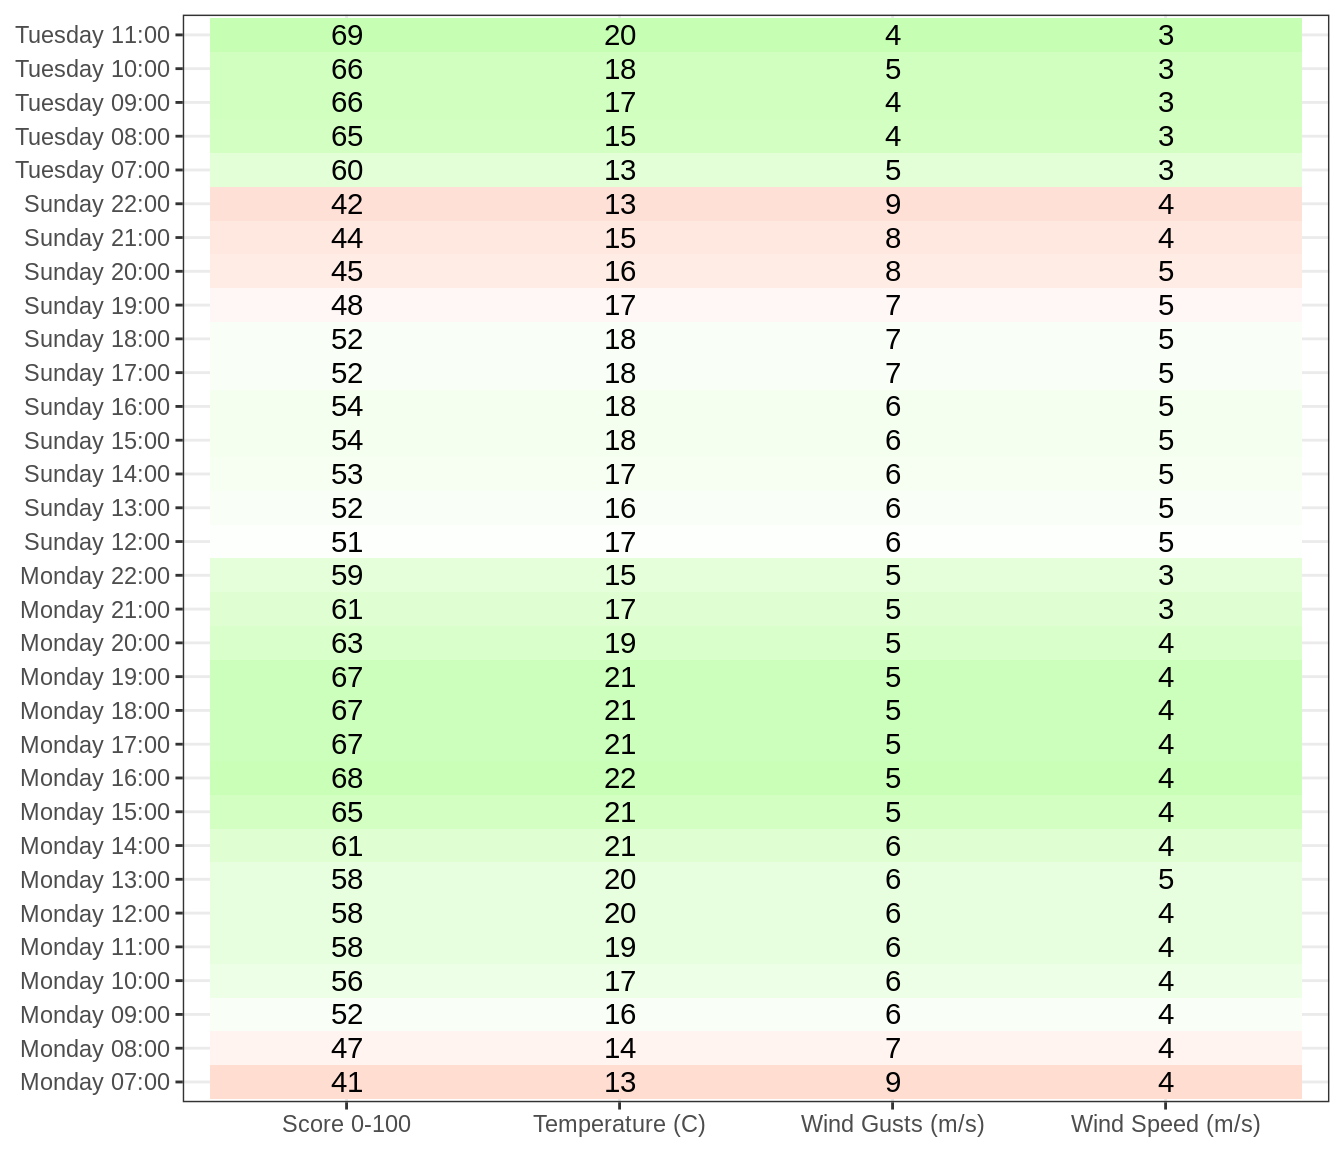 Tuesday 11:00 69 20 4 3
Tuesday 10:00 66 18 5 3
Tuesday 09:00 66 17 4 3
Tuesday 08:00 65 15 4 3
Tuesday 07:00 60 13 5 3
Sunday 22:00 42 13 9 4
Sunday 21:00 44 15 8 4
Sunday 20:00 45 16 8 5
Sunday 19:00 48 17 7 5
Sunday 18:00 52 18 7 5
Sunday 17:00 52 18 7 5
Sunday 16:00 54 18 6 5
Sunday 15:00 54 18 6 5
Sunday 14:00 53 17 6 5
Sunday 13:00 52 16 6 5
Sunday 12:00 51 17 6 5
Monday 22:00 59 15 5 3
Monday 21:00 61 17 5 3
Monday 20:00 63 19 5 4
Monday 19:00 67 21 5 4
Monday 18:00 67 21 5 4
Monday 17:00 67 21 5 4
Monday 16:00 68 22 5 4
Monday 15:00 65 21 5 4
Monday 14:00 61 21 6 4
Monday 13:00 58 20 6 5
Monday 12:00 58 20 6 4
Monday 11:00 58 19 6 4
Monday 10:00 56 17 6 4
Monday 09:00 52 16 6 4
Monday 08:00 47 14 7 4
Monday 07:00 41 13 9 4
Score 0-100 Temperature (C) Wind Gusts (m/s) Wind Speed (m/s)